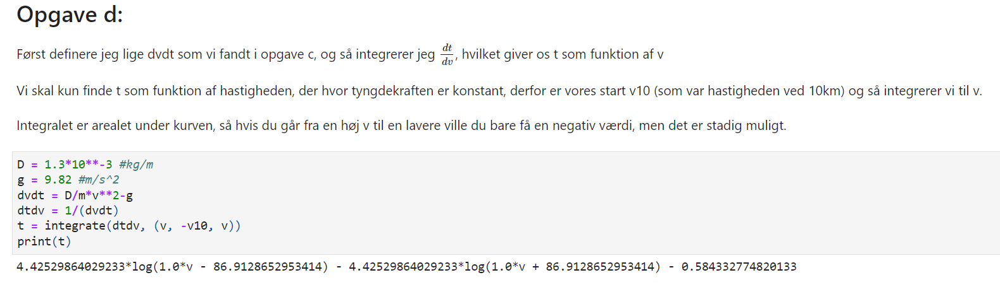 Opgave d:
Først definere jeg lige dvdt som vi fandt i opgave c, og så integrerer jeg dt/dv, hvilket giver os t som funktion af v
Vi skal kun finde t som funktion af hastigheden, der hvor tyngdekraften er konstant, derfor er vores start v10 (som var hastigheden ved 10km) og så integrerer vi til v.
Integralet er arealet under kurven, så hvis du går fra en høj v til en lavere ville du bare få en negativ værdi, men det er stadig muligt.
D = 1.3*10**-3 #kg/m
g = 9.82 #m/s^2
dvdt = D/m*v**2-g
dtdv = 1/(dvdt)
t = integrate(dtdv, (v, -v10, v))
print(t)
4.42529864029233*log(1.0*v - 86.9128652953414) - 4.42529864029233*log(1.0*v + 86.9128652953414) - 0.584332774820133